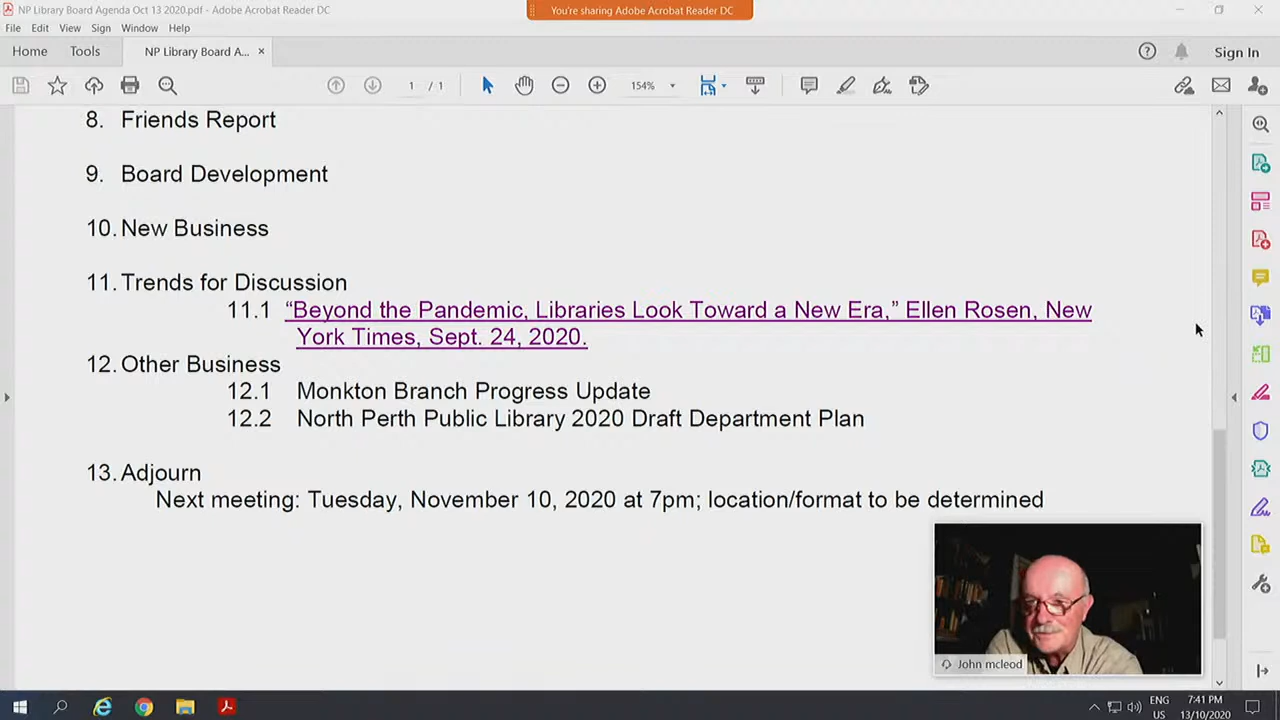 NP Library Board Agenda Oct 13 2020.pdf - Adobe Acrobat Reader DC
You're sharing Adobe Acrobat Reader DC
File Edit View Sign Window Help
Home Tools NP Library Board A... × Sign In
1 / 1 154%
8. Friends Report
9. Board Development
10. New Business
11. Trends for Discussion
11.1 “Beyond the Pandemic, Libraries Look Toward a New Era,” Ellen Rosen, New
York Times, Sept. 24, 2020.
12. Other Business
12.1 Monkton Branch Progress Update
12.2 North Perth Public Library 2020 Draft Department Plan
13. Adjourn
Next meeting: Tuesday, November 10, 2020 at 7pm; location/format to be determined
John mcleod
ENG 7:41 PM
US 13/10/2020